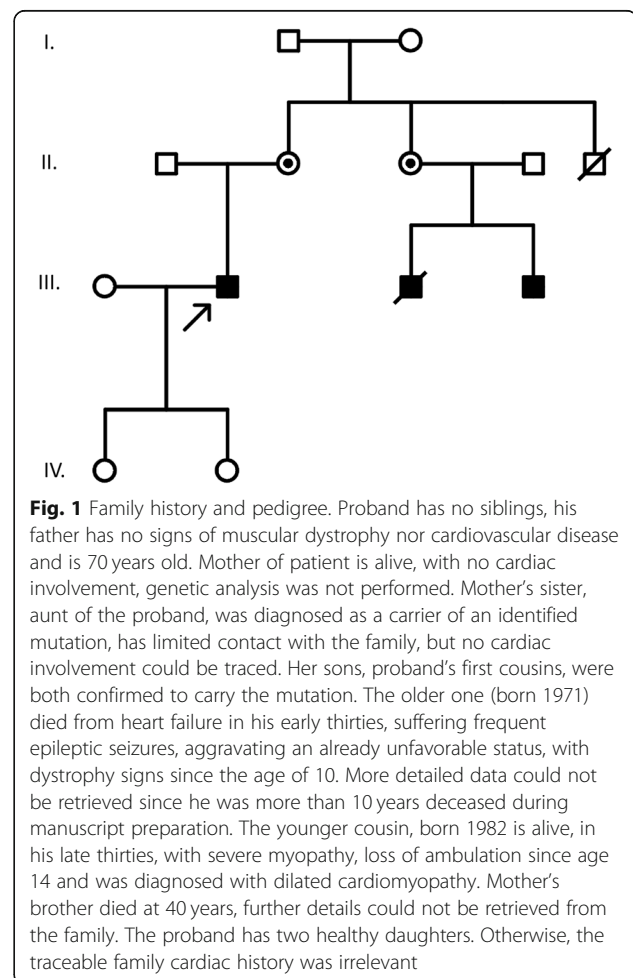 I.
II.
III.
IV.
Fig. 1 Family history and pedigree. Proband has no siblings, his
father has no signs of muscular dystrophy nor cardiovascular disease
and is 70 years old. Mother of patient is alive, with no cardiac
involvement, genetic analysis was not performed. Mother's sister,
aunt of the proband, was diagnosed as a carrier of an identified
mutation, has limited contact with the family, but no cardiac
involvement could be traced. Her sons, proband's first cousins, were
both confirmed to carry the mutation. The older one (born 1971)
died from heart failure in his early thirties, suffering frequent
epileptic seizures, aggravating an already unfavorable status, with
dystrophy signs since the age of 10. More detailed data could not
be retrieved since he was more than 10 years deceased during
manuscript preparation. The younger cousin, born 1982 is alive, in
his late thirties, with severe myopathy, loss of ambulation since age
14 and was diagnosed with dilated cardiomyopathy. Mother's
brother died at 40 years, further details could not be retrieved from
the family. The proband has two healthy daughters. Otherwise, the
traceable family cardiac history was irrelevant